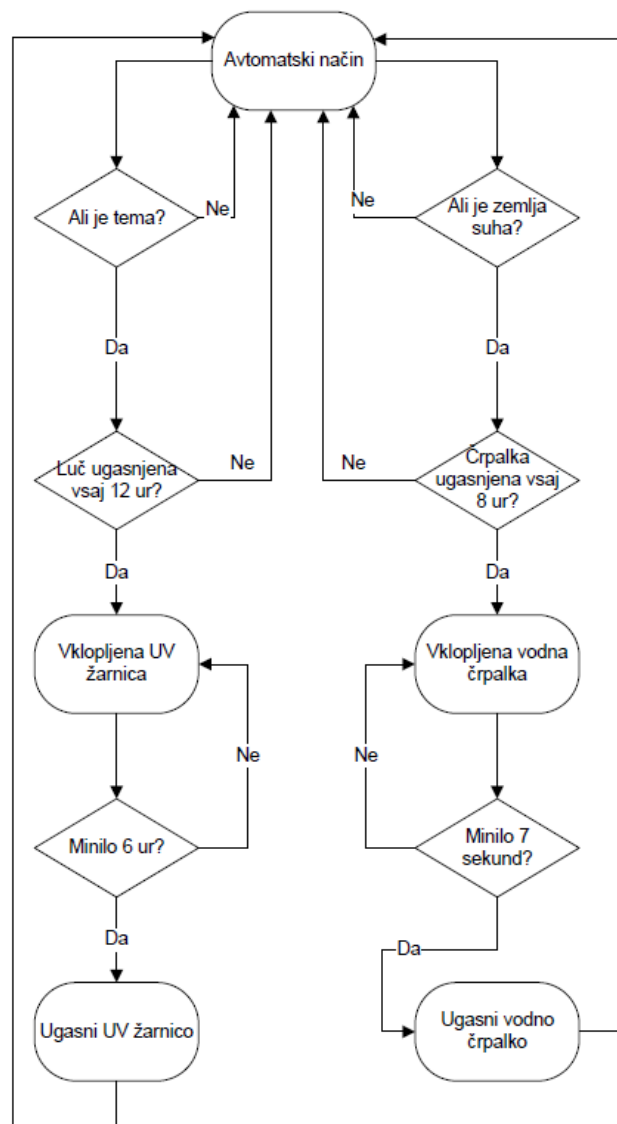 Avtomatski način
Ali je tema?
Ne
Ne
Ali je zemlja
suha?
Da
Da
Luč ugasnjena
vsaj 12 ur?
Ne
Ne
Črpalka
ugasnjena vsaj
8 ur?
Da
Da
Vklopljena UV
žarnica
Vklopljena vodna
črpalka
Ne
Ne
Minilo 6 ur?
Minilo 7
sekund?
Da
Da
Ugasni UV žarnico
Ugasni vodno
črpalko